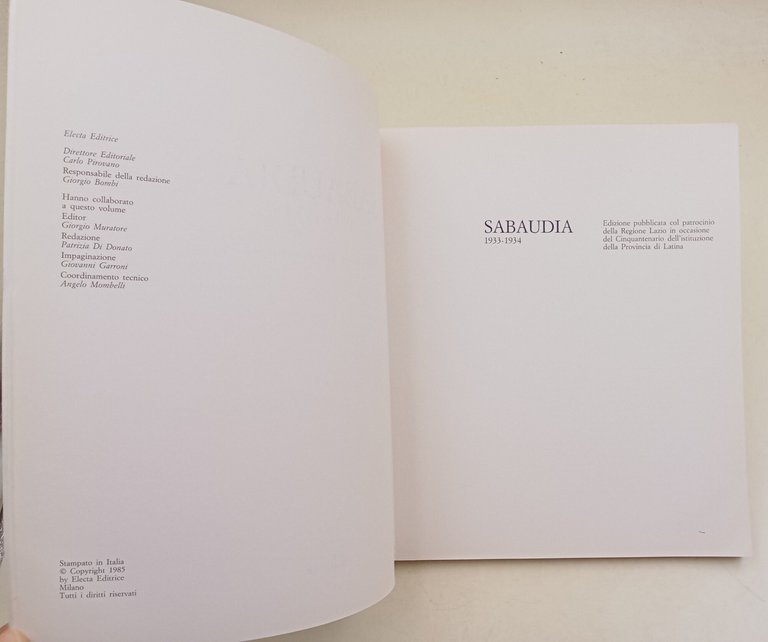 Electa Editrice
Direttore Editoriale
Carlo Pirovano
Responsabile della redazione
Giorgio Bombi
Hanno collaborato
a questo volume
Editor
Giorgio Muratore
Redazione
Patrizia Di Donato
Impaginazione
Giovanni Garroni
Coordinamento tecnico
Angelo Mombelli
Stampato in Italia
© Copyright 1985
by Electa Editrice
Milano
Tutti i diritti riservati
SABAUDIA
1933-1934
Edizione pubblicata col patrocinio
della Regione Lazio in occasione
del Cinquantenario dell'istituzione
della Provincia di Latina